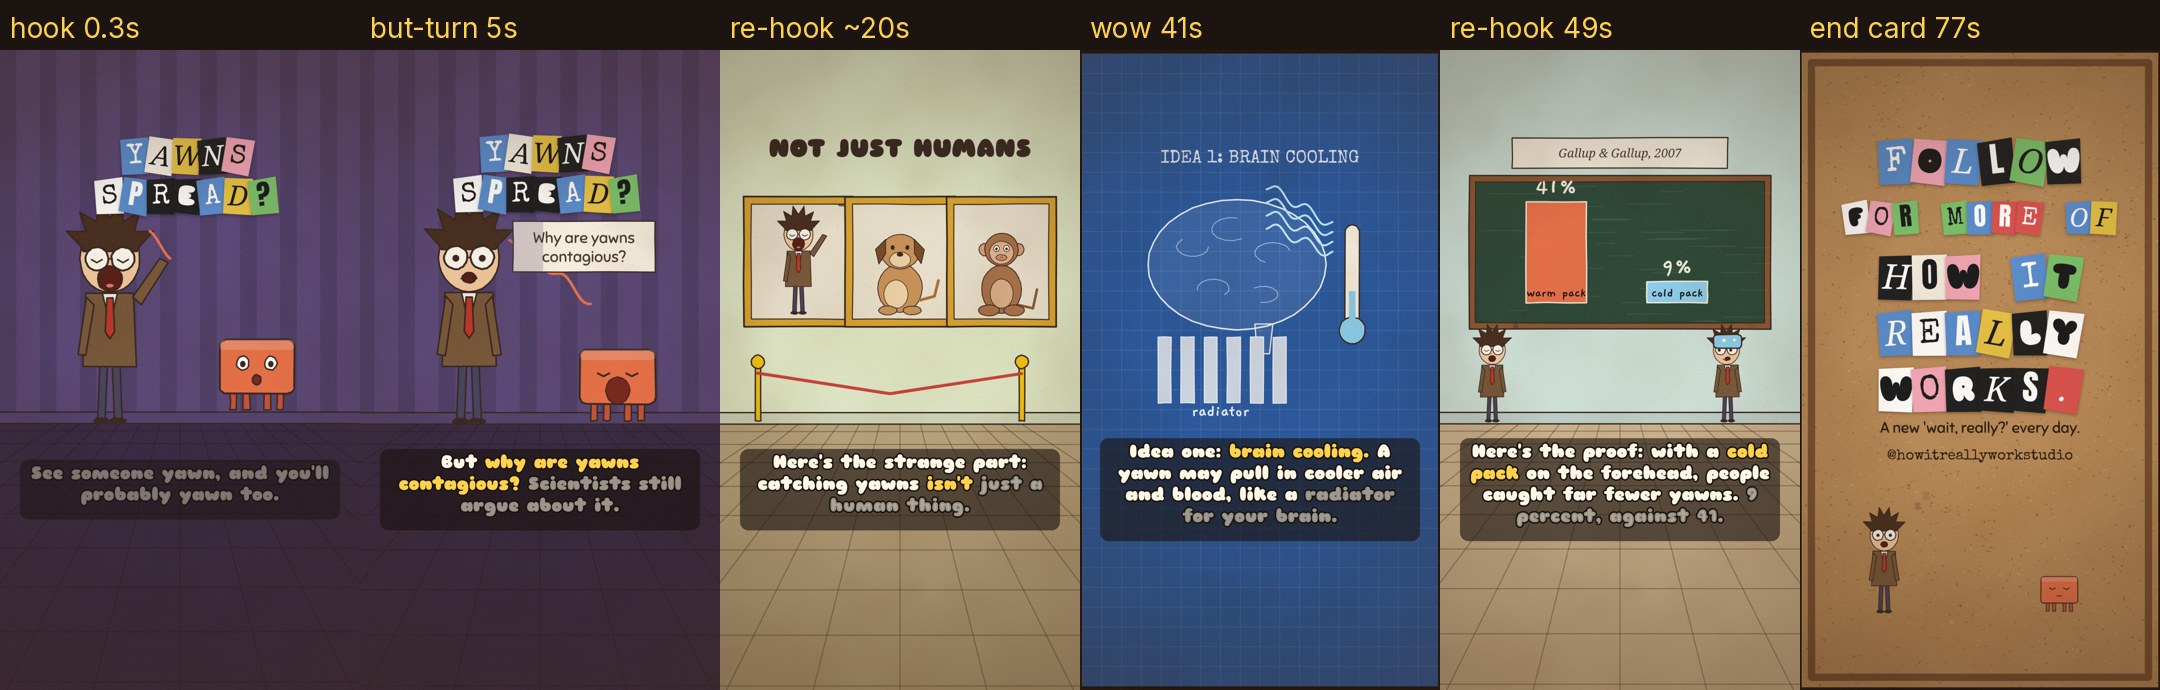 hook 0.3s
YAWNS
SPREAD?
See someone yawn, and you'll
probably yawn too.
but-turn 5s
YAWNS
SPREAD?
Why are yawns
contagious?
But why are yawns
contagious? Scientists still
argue about it.
re-hook ~20s
NOT JUST HUMANS
Here's the strange part:
catching yawns isn't just a
human thing.
wow 41s
IDEA 1: BRAIN COOLING
radiator
Idea one: brain cooling. A
yawn may pull in cooler air
and blood, like a radiator
for your brain.
re-hook 49s
Gallup & Gallup, 2007
41%
9%
warm pack
cold pack
Here's the proof: with a cold
pack on the forehead, people
caught far fewer yawns. 9
percent, against 41.
end card 77s
FOLLOW
FOR MORE OF
HOW IT
REALLY
WORKS.
A new 'wait, really?' every day.
@howitreallyworkstudio